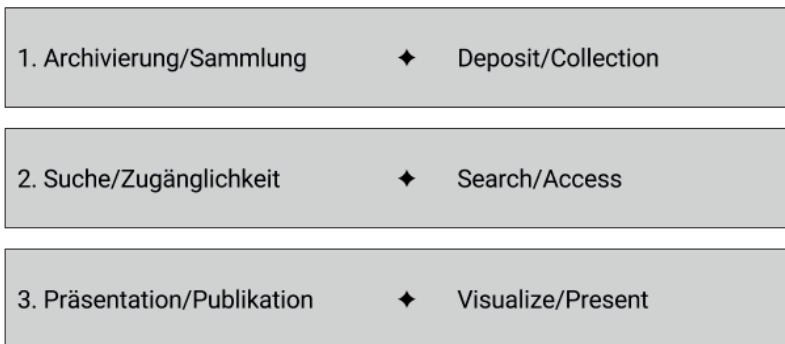 1. Archivierung/Sammlung ✦ Deposit/Collection
2. Suche/Zugänglichkeit ✦ Search/Access
3. Präsentation/Publikation ✦ Visualize/Present